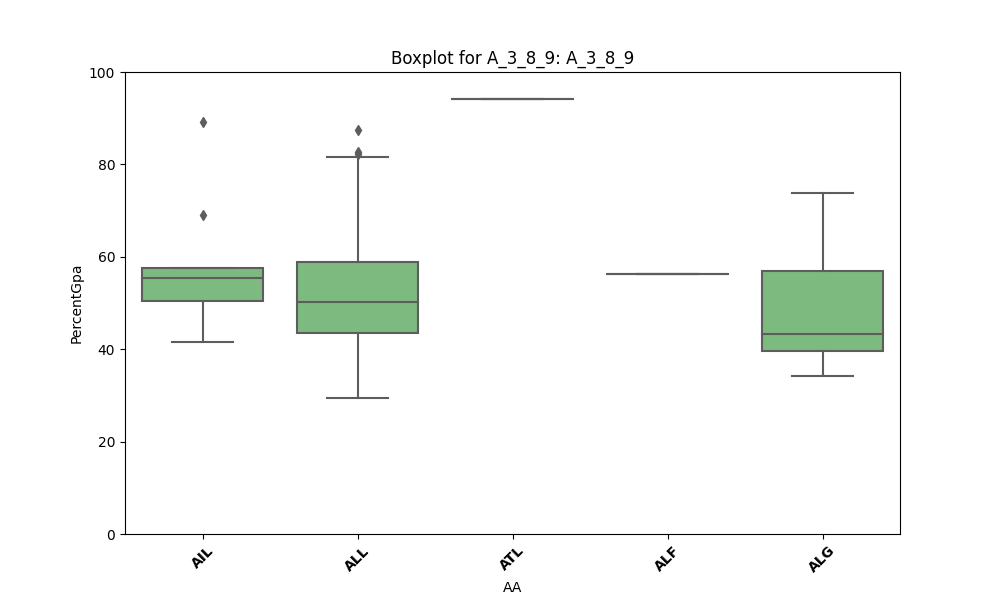 Boxplot for A_3_8_9: A_3_8_9
100
80
60
40
20
0
PercentGpa
AIL
ALL
ATL
ALF
ALG
AA